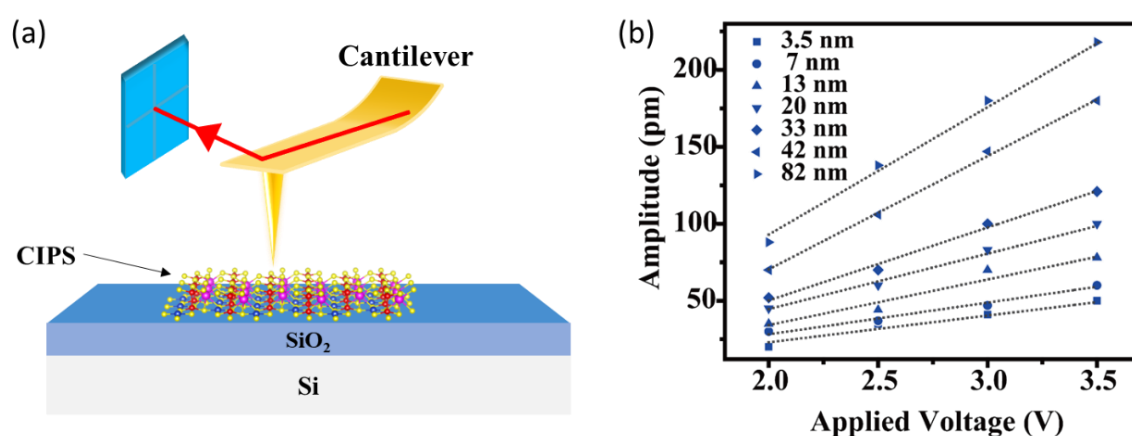 (a)
Cantilever
CIPS
SiO₂
Si
(b)
Amplitude (pm)
200
150
100
50
3.5 nm
7 nm
13 nm
20 nm
33 nm
42 nm
82 nm
2.0 2.5 3.0 3.5
Applied Voltage (V)